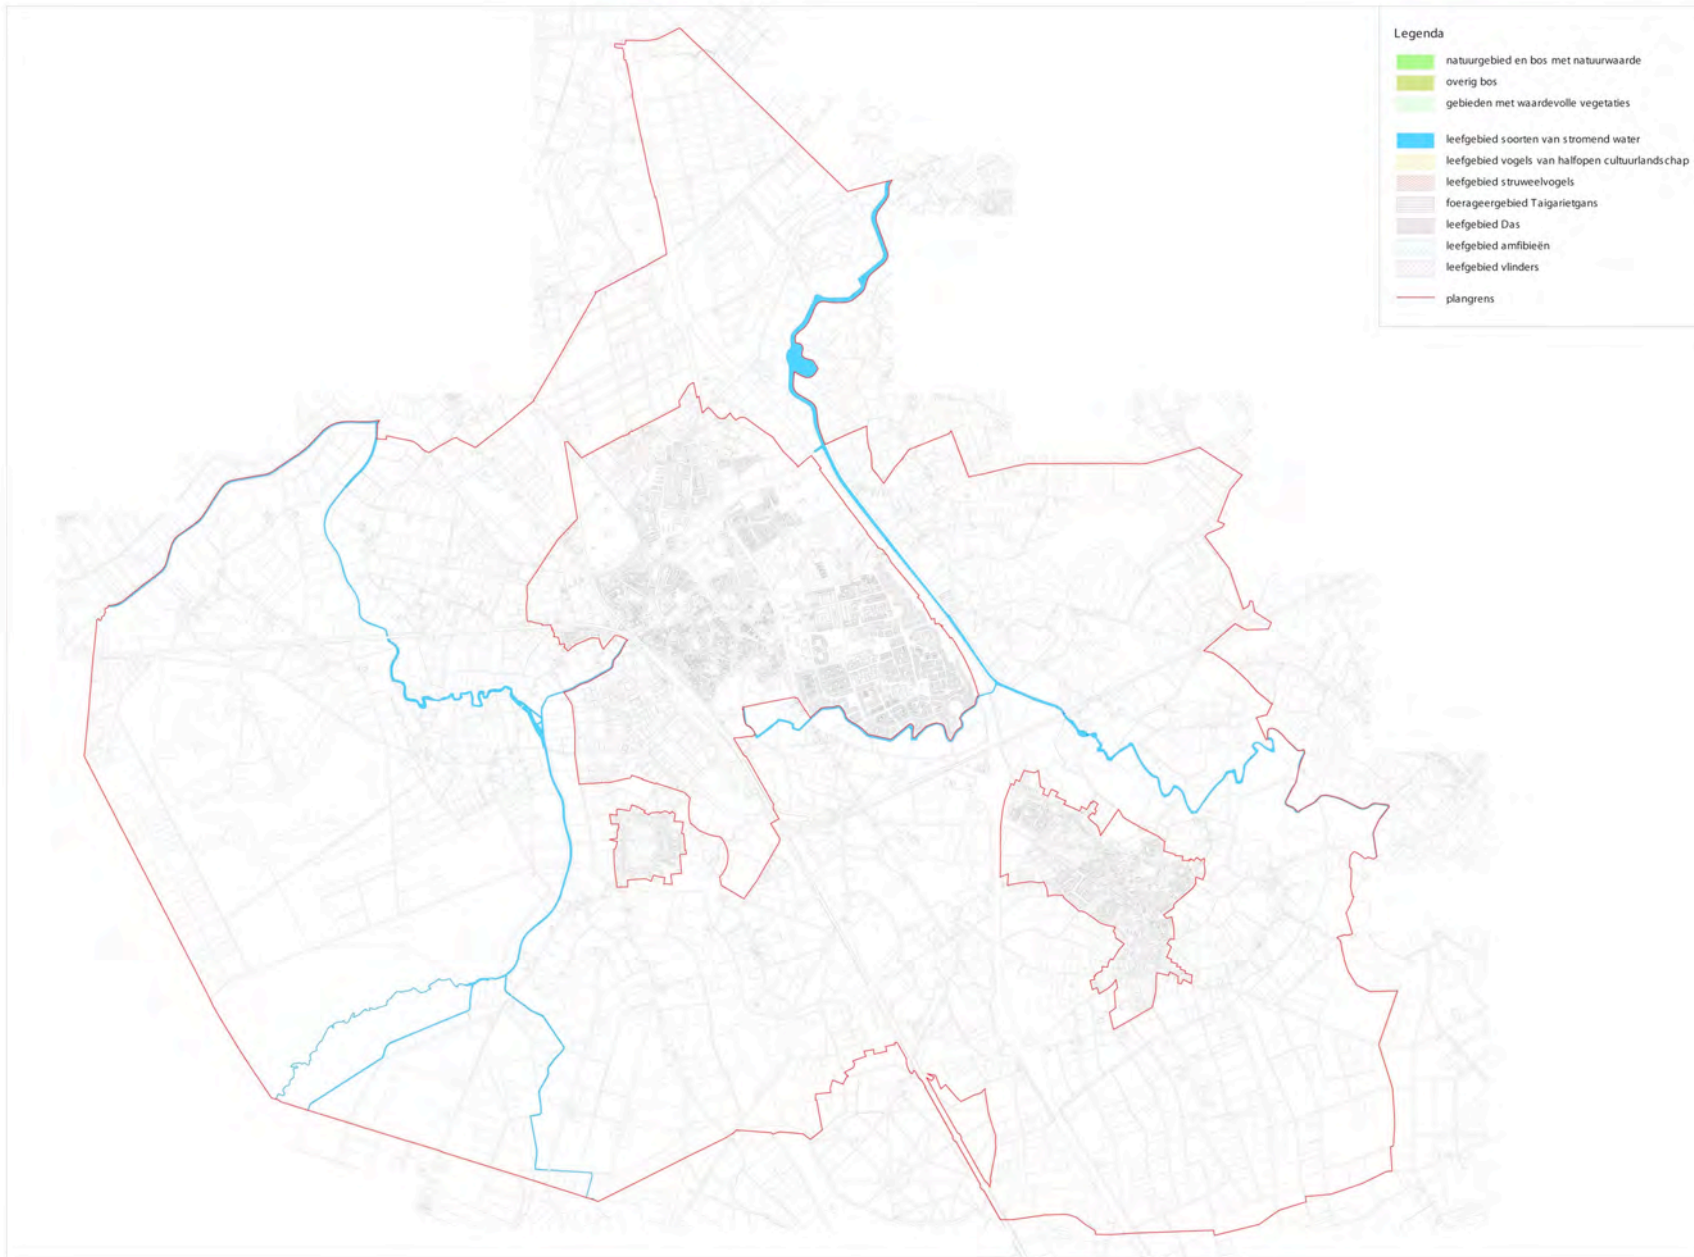 Legenda
natuurgebied en bos met natuurwaarde
overig bos
gebieden met waardevolle vegetaties
leefgebied soorten van stromend water
leefgebied vogels van halfopen cultuurlandschap
leefgebied struweelvogels
foerageergebied Taigarietgans
leefgebied Das
leefgebied amfibieën
leefgebied vlinders
plangrens